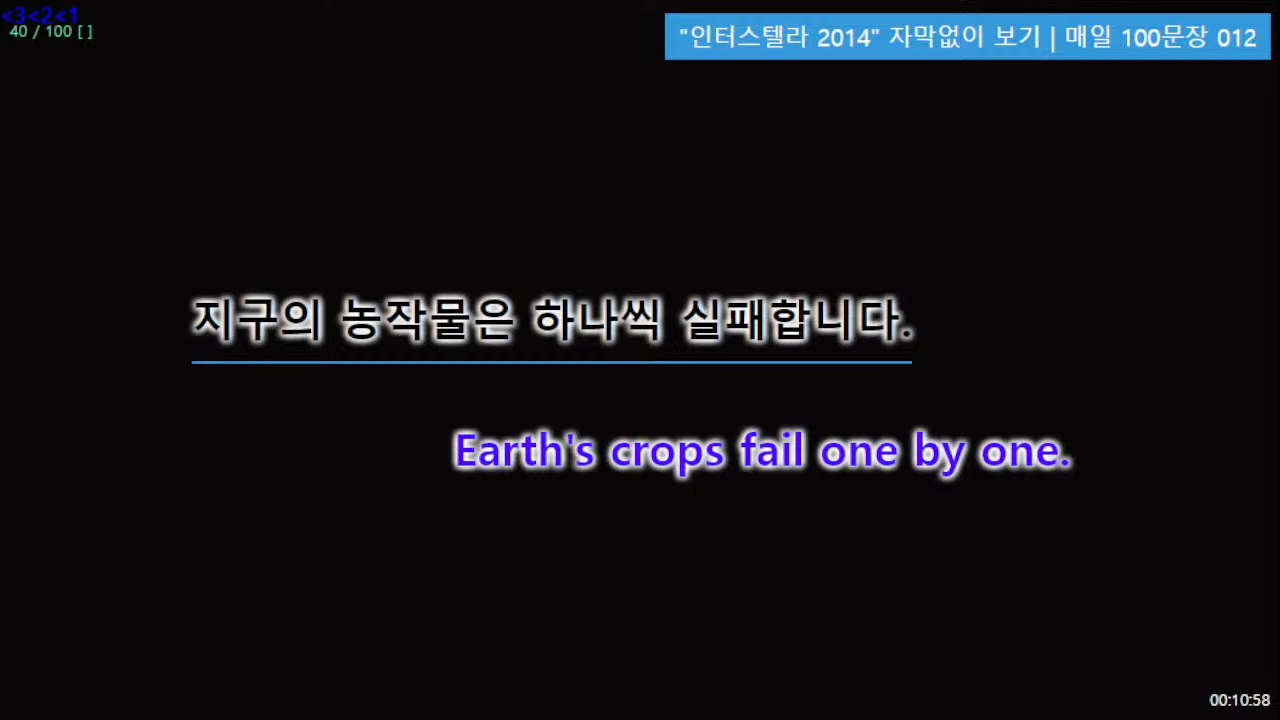 <3<2<1
40 / 100 [ ]
"인터스텔라 2014" 자막없이 보기 | 매일 100문장 012
지구의 농작물은 하나씩 실패합니다.
Earth's crops fail one by one.
00:10:58